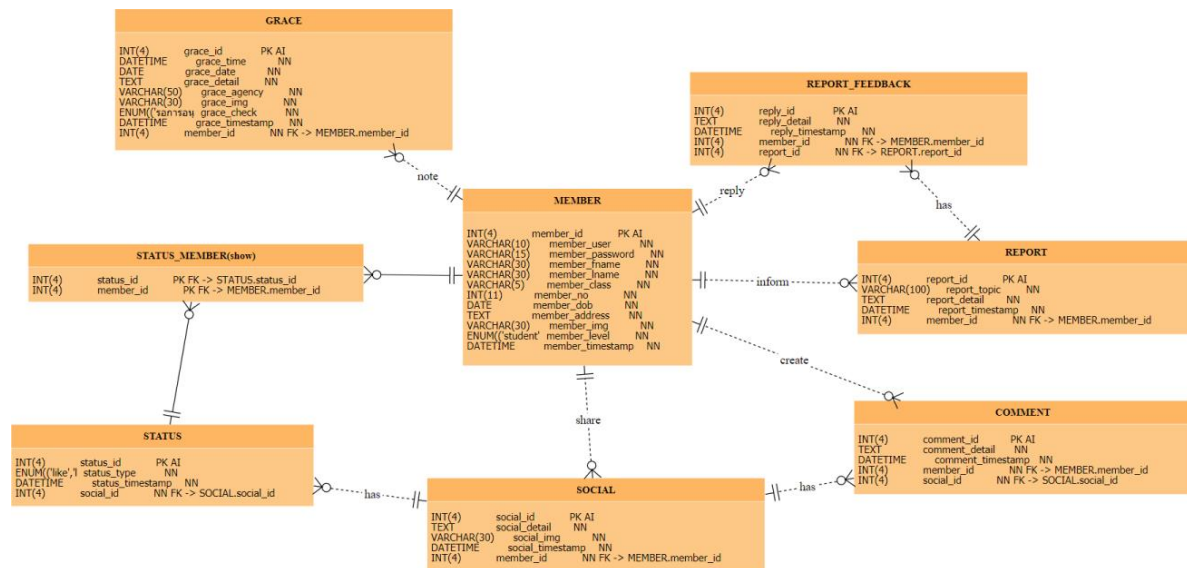 GRACE
INT(4) grace_id PK AI
DATETIME grace_time NN
DATE grace_date NN
TEXT grace_detail NN
VARCHAR(50) grace_agency NN
VARCHAR(30) grace_img NN
ENUM(('รอการอนุ grace_check NN
DATETIME grace_timestamp NN
INT(4) member_id NN FK -> MEMBER.member_id
REPORT_FEEDBACK
INT(4) reply_id PK AI
TEXT reply_detail NN
DATETIME reply_timestamp NN
INT(4) member_id NN FK -> MEMBER.member_id
INT(4) report_id NN FK -> REPORT.report_id
note
reply
has
MEMBER
INT(4) member_id PK AI
VARCHAR(10) member_user NN
VARCHAR(15) member_password NN
VARCHAR(30) member_fname NN
VARCHAR(30) member_lname NN
VARCHAR(5) member_class NN
INT(11) member_no NN
DATE member_dob NN
TEXT member_address NN
VARCHAR(30) member_img NN
ENUM(('student' member_level NN
DATETIME member_timestamp NN
STATUS_MEMBER(show)
INT(4) status_id PK FK -> STATUS.status_id
INT(4) member_id PK FK -> MEMBER.member_id
REPORT
INT(4) report_id PK AI
VARCHAR(100) report_topic NN
TEXT report_detail NN
DATETIME report_timestamp NN
INT(4) member_id NN FK -> MEMBER.member_id
inform
create
share
STATUS
INT(4) status_id PK AI
ENUM(('like','l status_type NN
DATETIME status_timestamp NN
INT(4) social_id NN FK -> SOCIAL.social_id
COMMENT
INT(4) comment_id PK AI
TEXT comment_detail NN
DATETIME comment_timestamp NN
INT(4) member_id NN FK -> MEMBER.member_id
INT(4) social_id NN FK -> SOCIAL.social_id
has
has
SOCIAL
INT(4) social_id PK AI
TEXT social_detail NN
VARCHAR(30) social_img NN
DATETIME social_timestamp NN
INT(4) member_id NN FK -> MEMBER.member_id